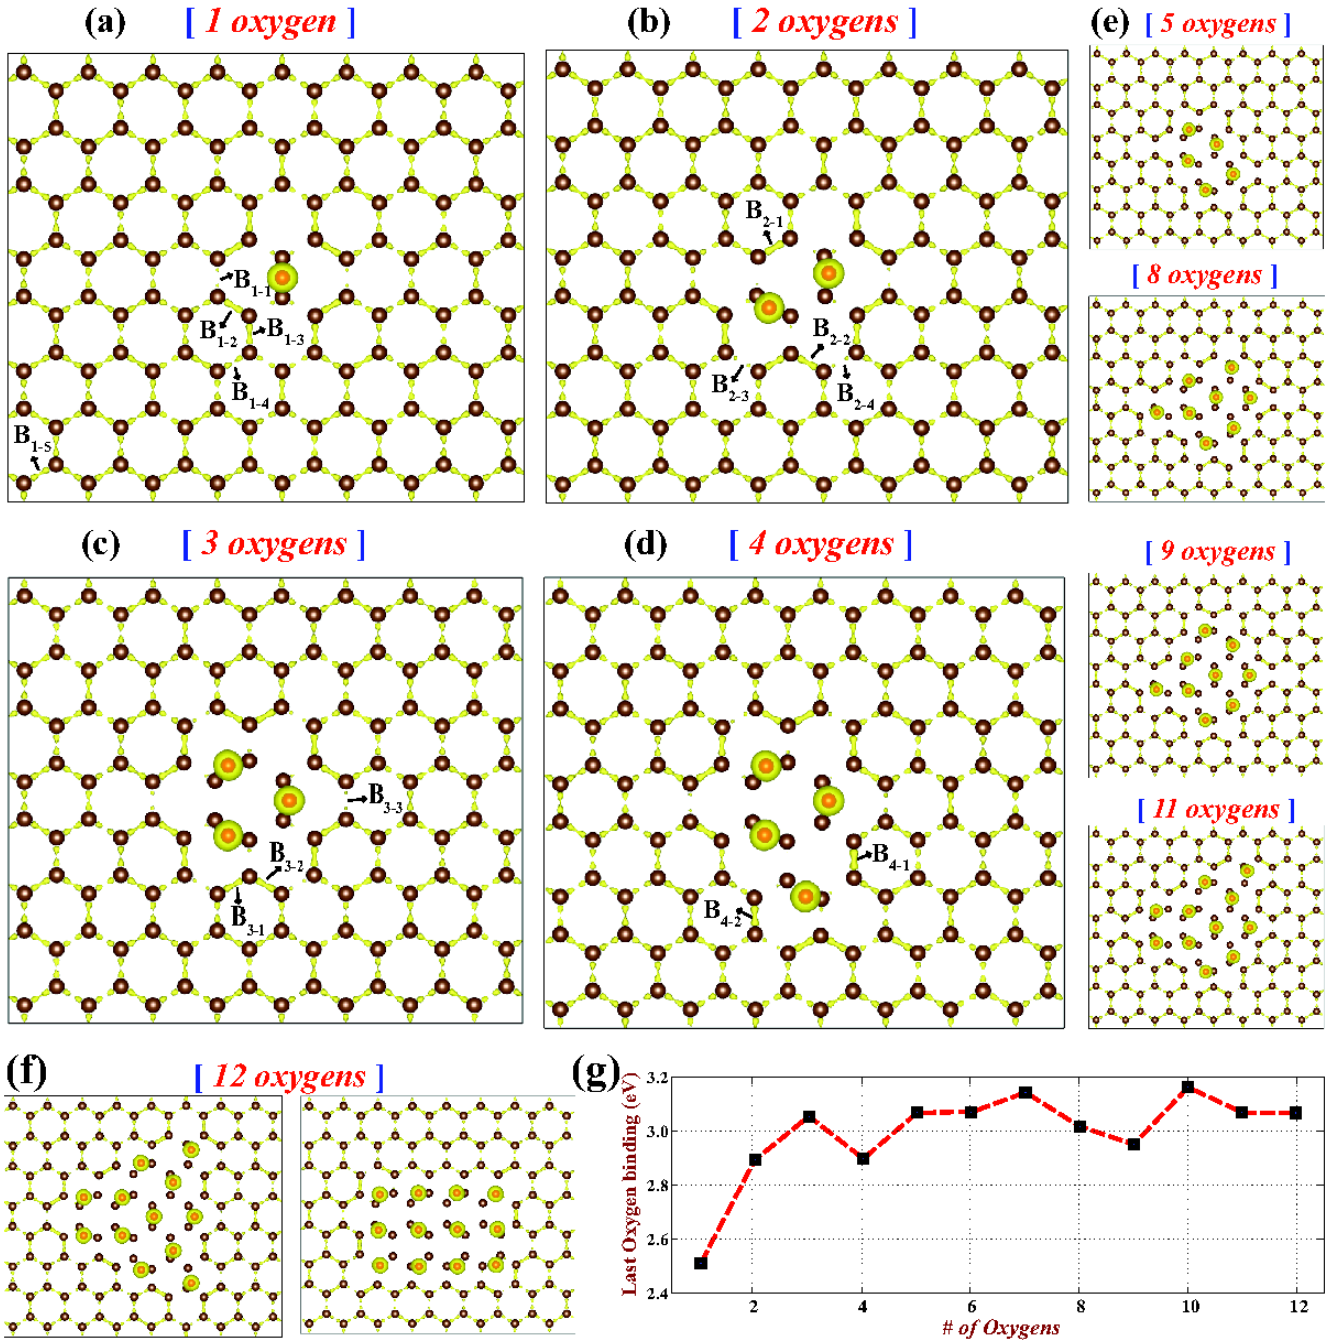 (a) [ 1 oxygen ]
(b) [ 2 oxygens ]
(e) [ 5 oxygens ]
B1-1
B1-2
B1-3
B1-4
B1-5
B2-1
B2-2
B2-3
B2-4
[ 8 oxygens ]
(c) [ 3 oxygens ]
(d) [ 4 oxygens ]
[ 9 oxygens ]
B3-3
B3-2
B3-1
B4-1
B4-2
[ 11 oxygens ]
(f) [ 12 oxygens ]
(g)
Last Oxygen binding (eV)
3.2
3.0
2.8
2.6
2.4
2 4 6 8 10 12
# of Oxygens